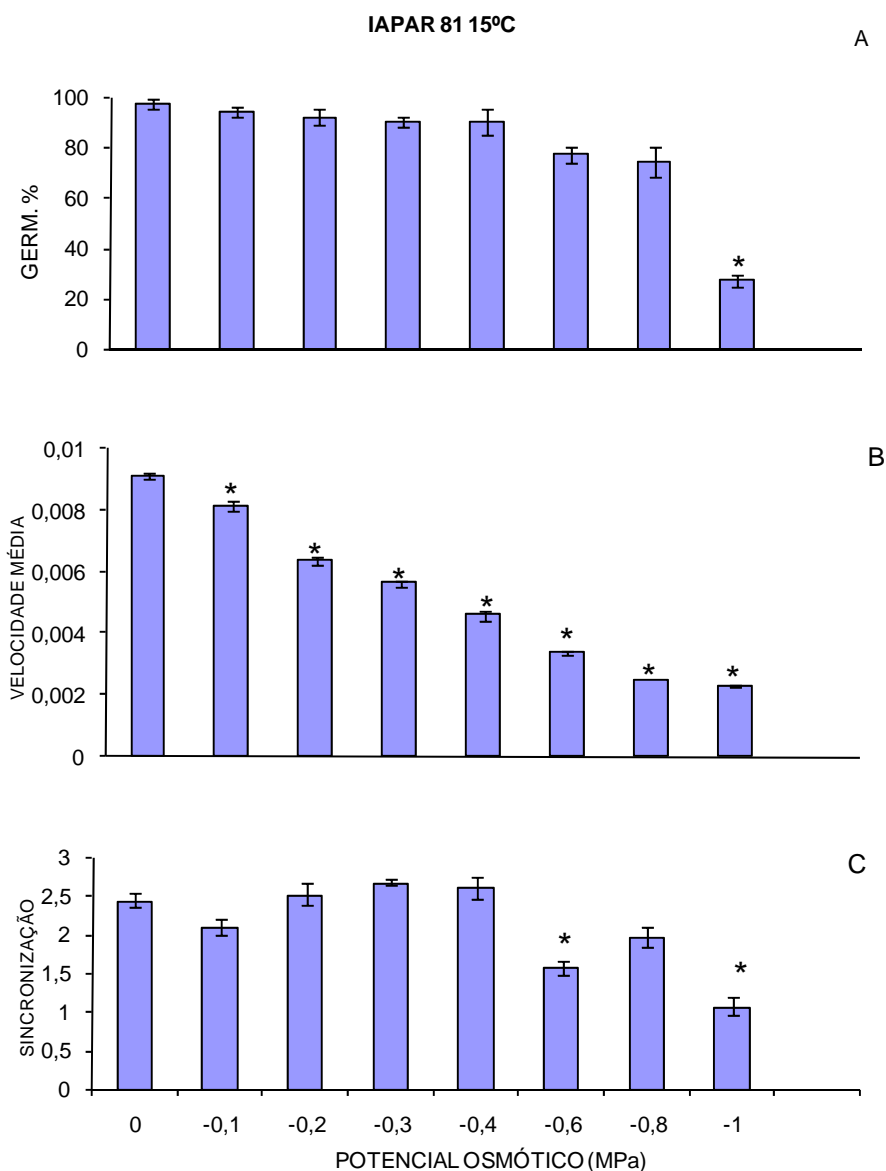 IAPAR 81 15ºC
A
100
80
60
40
20
0
GERM. %
*
B
0,01
0,008
0,006
0,004
0,002
0
VELOCIDADE MÉDIA
* * * * * * *
C
3
2,5
2
1,5
1
0,5
0
SINCRONIZAÇÃO
* *
0 -0,1 -0,2 -0,3 -0,4 -0,6 -0,8 -1
POTENCIAL OSMÓTICO (MPa)